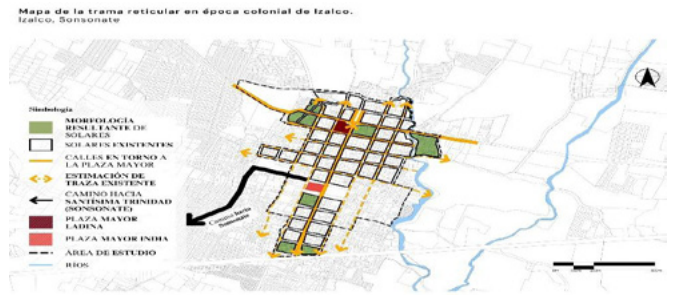 Mapa de la trama reticular en época colonial de Izalco.
Izalco, Sonsonate
Simbología
MORFOLOGÍA
RESULTANTE DE
SOLARES
SOLARES EXISTENTES
CALLES EN TORNO A
LA PLAZA MAYOR
ESTIMACIÓN DE
TRAZA EXISTENTE
CAMINO HACIA
SANTÍSIMA TRINIDAD
(SONSONATE)
PLAZA MAYOR
LADINA
PLAZA MAYOR INDIA
ÁREA DE ESTUDIO
RÍOS
Camino hacia
Sonsonate